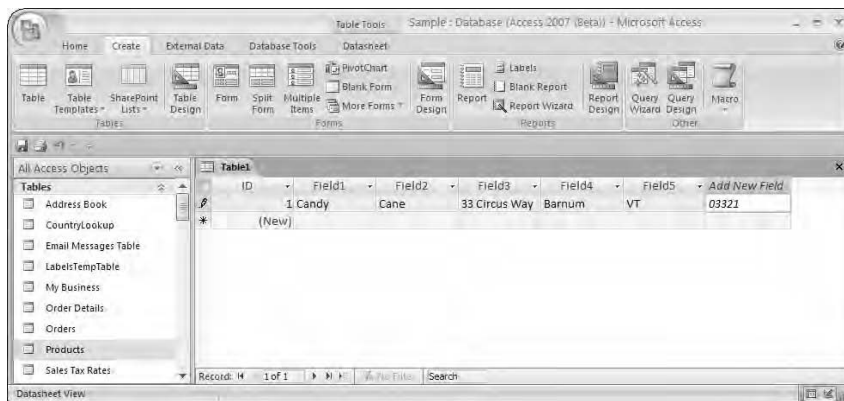 Table Tools Sample : Database (Access 2007 (Beta)) - Microsoft Access
Home Create External Data Database Tools Datasheet
Table
Table Templates
SharePoint Lists
Table Design
Tables
Form
Split Form
Multiple Items
PivotChart
Blank Form
More Forms
Form Design
Forms
Report
Labels
Blank Report
Report Wizard
Report Design
Reports
Query Wizard
Query Design
Macro
Other
All Access Objects
Tables
Address Book
CountryLookup
Email Messages Table
LabelsTempTable
My Business
Order Details
Orders
Products
Sales Tax Rates
Table1
ID Field1 Field2 Field3 Field4 Field5 Add New Field
1 Candy Cane 33 Circus Way Barnum VT 03321
* (New)
Record: 1 of 1 No Filter Search
Datasheet View